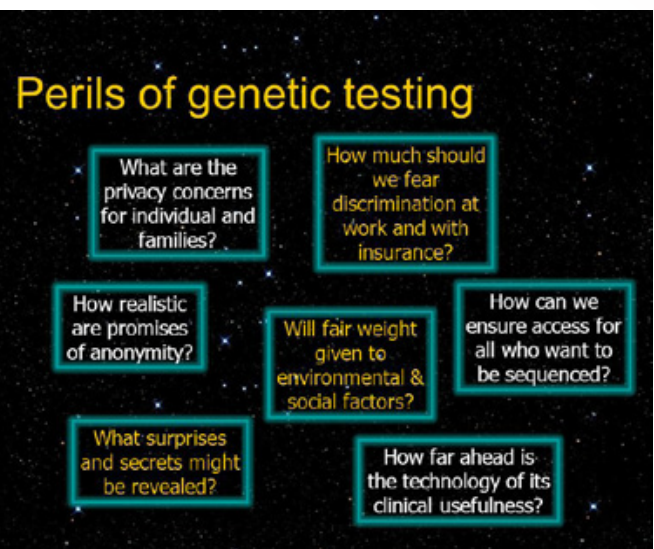 Perils of genetic testing
What are the
privacy concerns
for individual and
families?
How much should
we fear
discrimination at
work and with
insurance?
How realistic
are promises
of anonymity?
Will fair weight
given to
environmental &
social factors?
How can we
ensure access for
all who want to
be sequenced?
What surprises
and secrets might
be revealed?
How far ahead is
the technology of its
clinical usefulness?